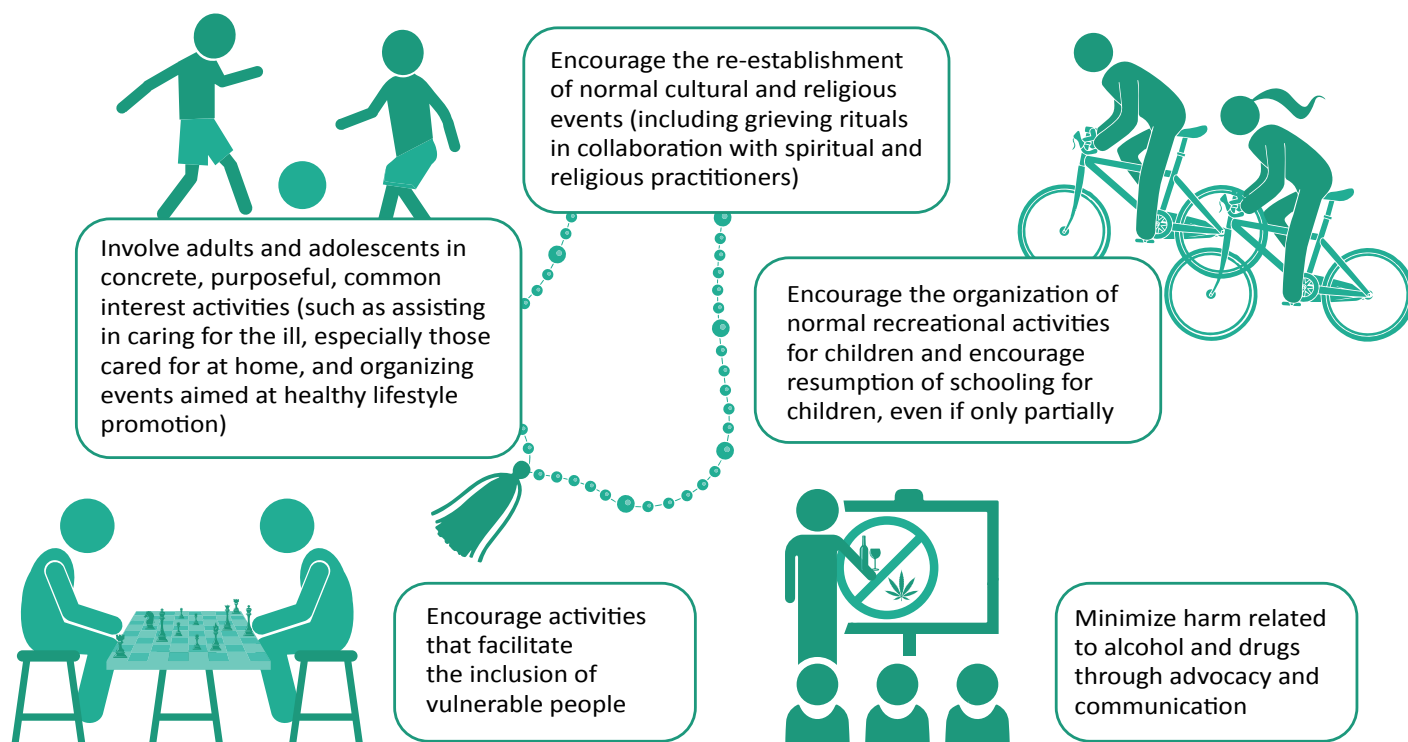 Encourage the re-establishment
of normal cultural and religious
events (including grieving rituals
in collaboration with spiritual and
religious practitioners)
Involve adults and adolescents in
concrete, purposeful, common
interest activities (such as assisting
in caring for the ill, especially those
cared for at home, and organizing
events aimed at healthy lifestyle
promotion)
Encourage the organization of
normal recreational activities
for children and encourage
resumption of schooling for
children, even if only partially
Encourage activities
that facilitate
the inclusion of
vulnerable people
Minimize harm related
to alcohol and drugs
through advocacy and
communication